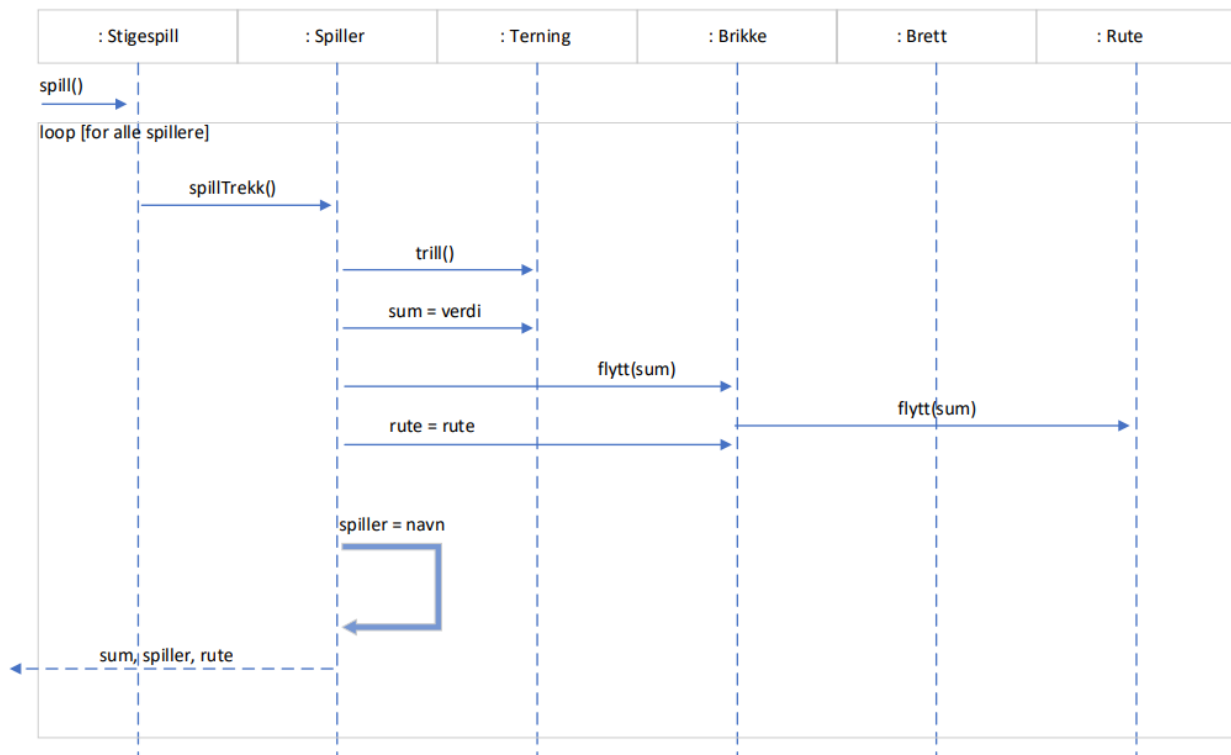 : Stigespill
: Spiller
: Terning
: Brikke
: Brett
: Rute
spill()
loop [for alle spillere]
spillTrekk()
trill()
sum = verdi
flytt(sum)
flytt(sum)
rute = rute
spiller = navn
sum, spiller, rute